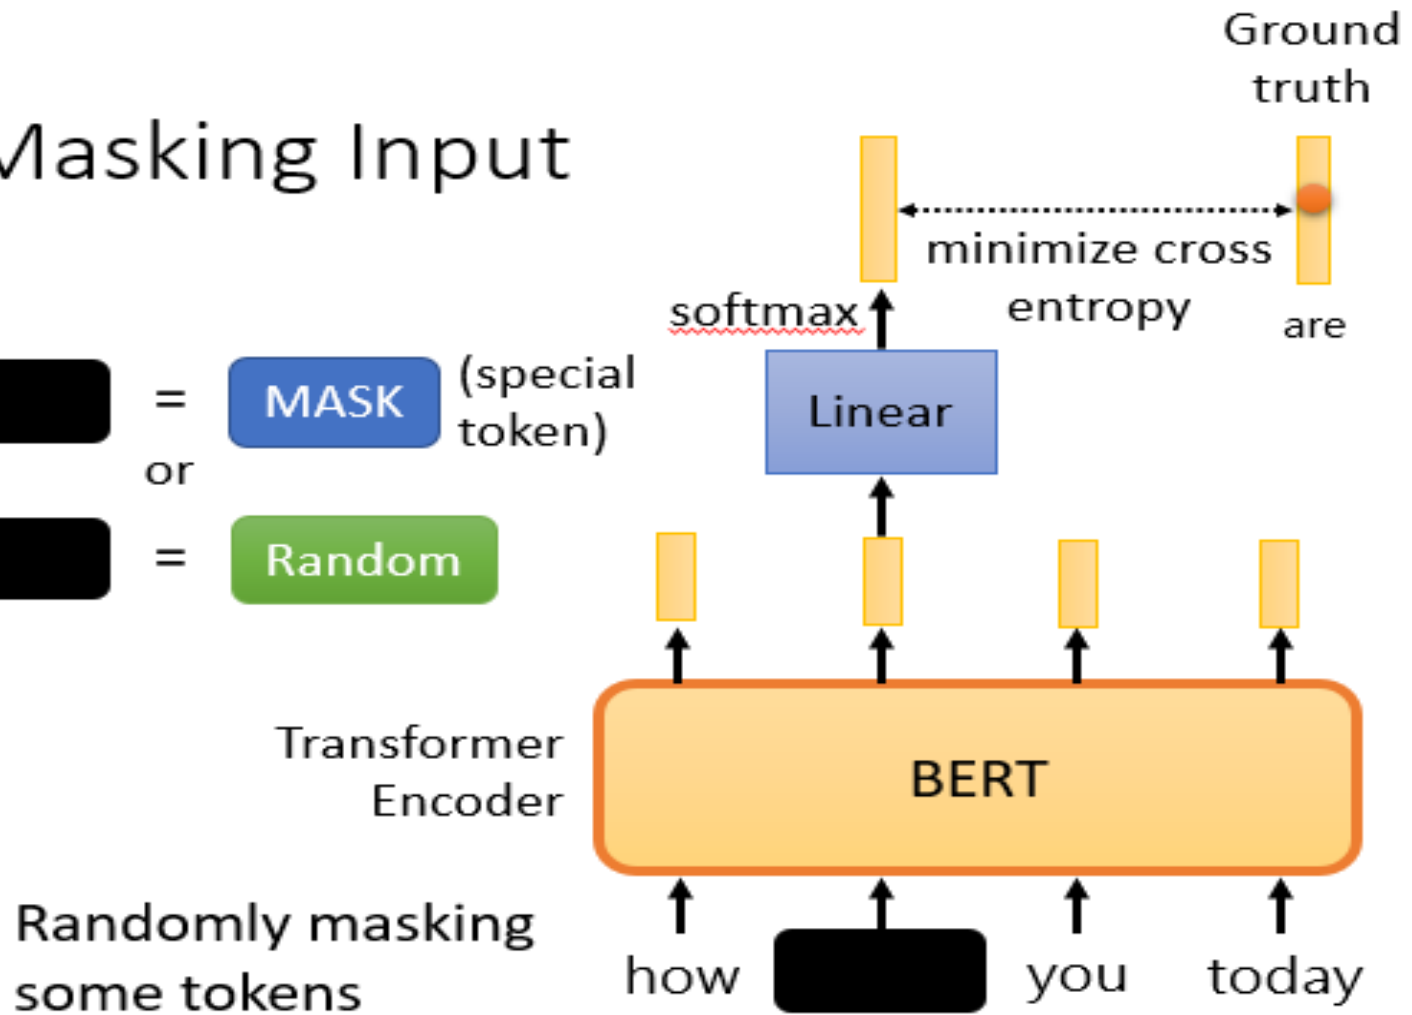 Masking Input
=
MASK
(special
token)
or
=
Random
Ground
truth
minimize cross
entropy
are
softmax
Linear
Transformer
Encoder
BERT
Randomly masking
some tokens
how
you
today